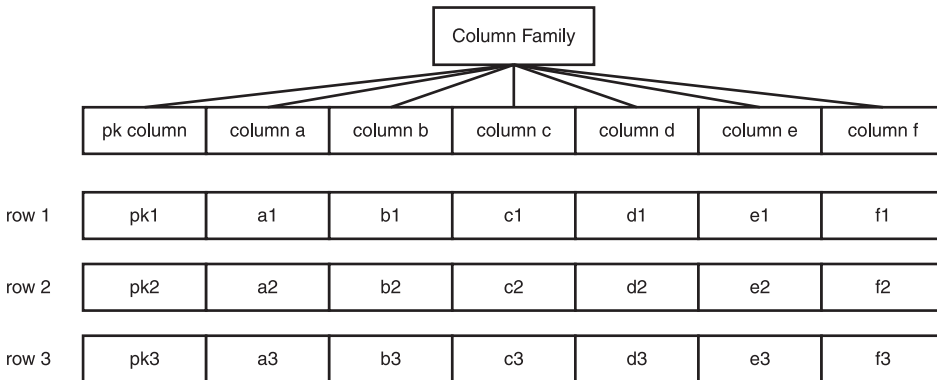 Column Family
pk column column a column b column c column d column e column f
row 1 pk1 a1 b1 c1 d1 e1 f1
row 2 pk2 a2 b2 c2 d2 e2 f2
row 3 pk3 a3 b3 c3 d3 e3 f3